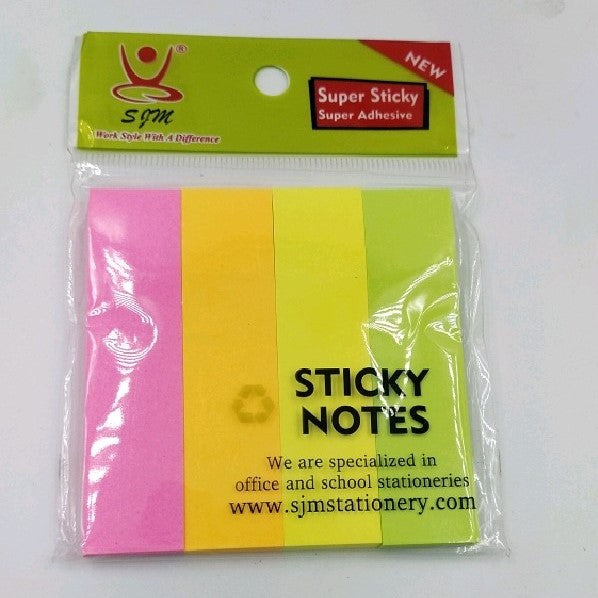 ®
SJM
Work Style With A Difference
NEW
Super Sticky
Super Adhesive
STICKY
NOTES
We are specialized in
office and school stationeries
www.sjmstationery.com